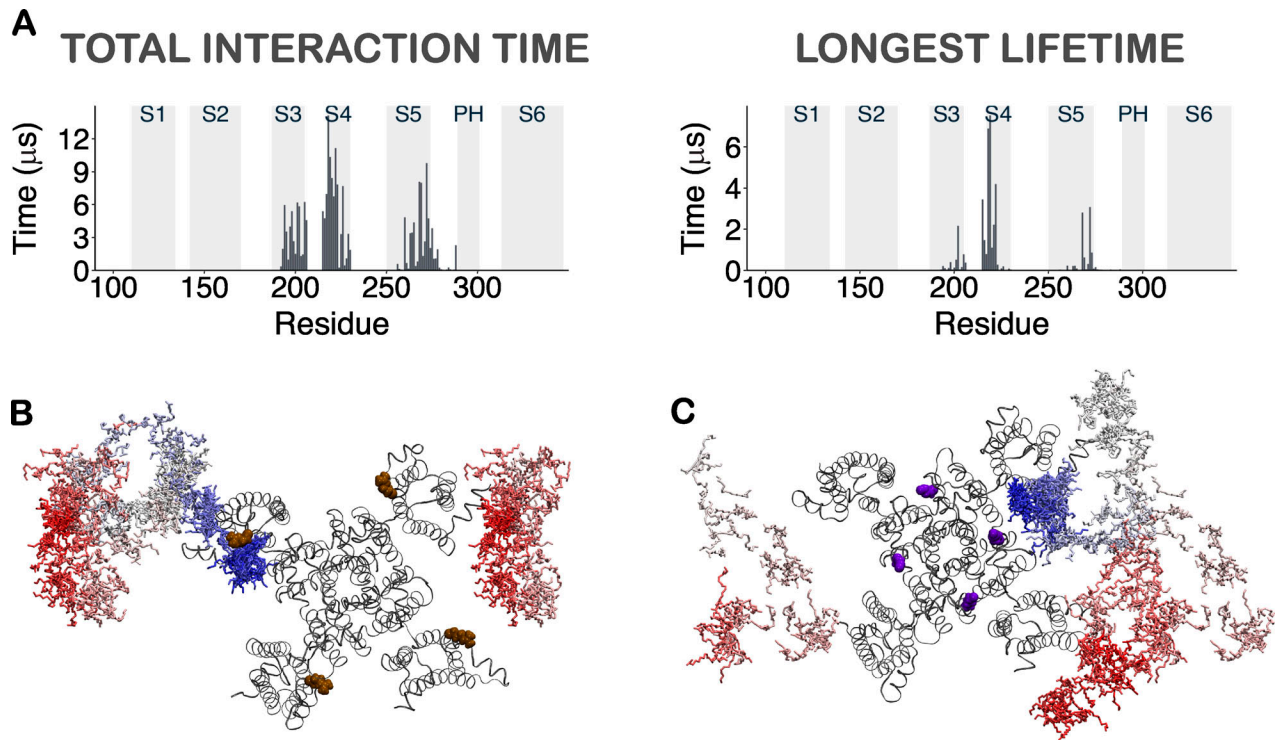 A
TOTAL INTERACTION TIME
LONGEST LIFETIME
S1 S2 S3 S4 S5 PH S6
Time (μs)
12
9
6
3
0
100 150 200 250 300
Residue
S1 S2 S3 S4 S5 PH S6
Time (μs)
6
4
2
0
100 150 200 250 300
Residue
B
C